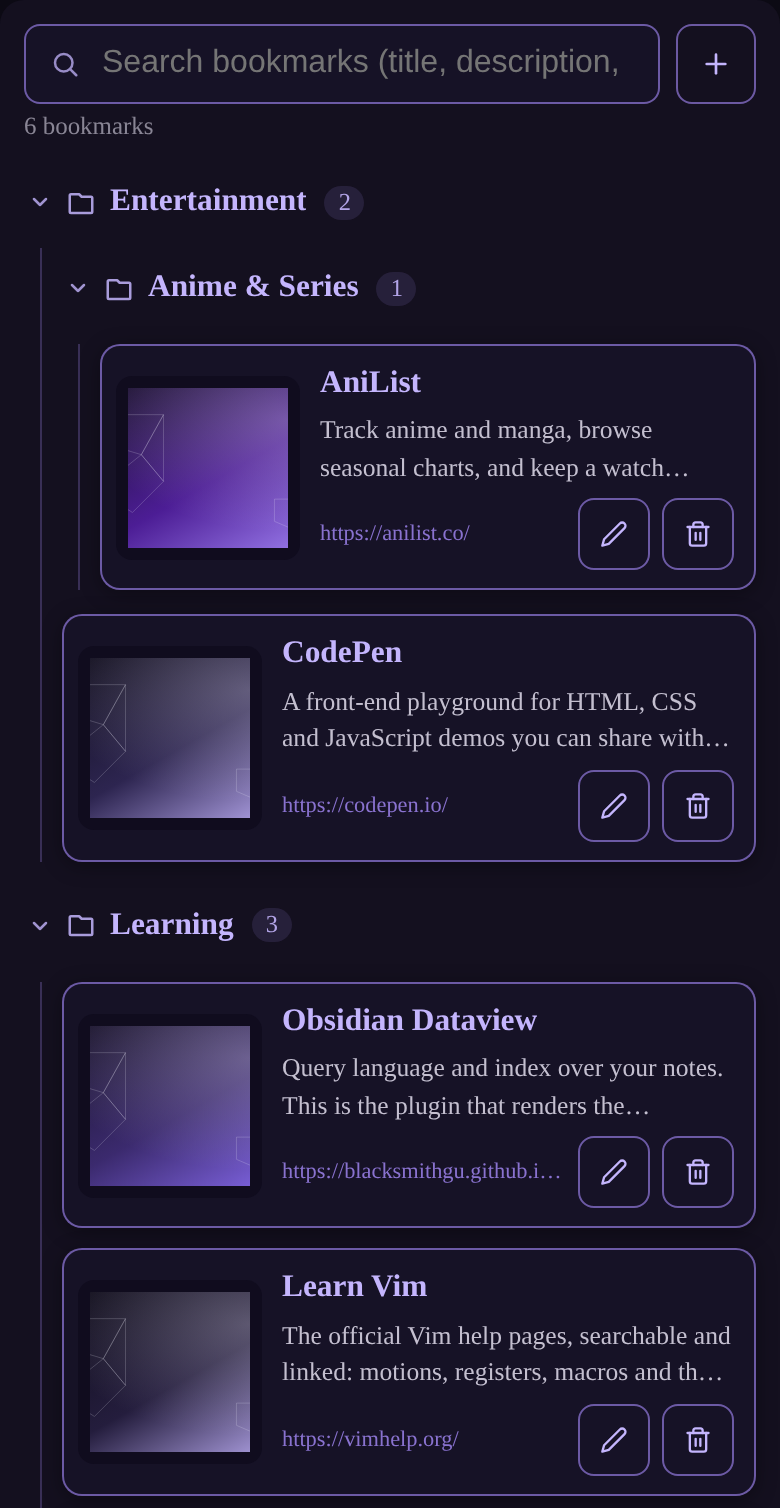 Search bookmarks (title, description,
6 bookmarks
Entertainment 2
Anime & Series 1
AniList
Track anime and manga, browse
seasonal charts, and keep a watch…
https://anilist.co/
CodePen
A front-end playground for HTML, CSS
and JavaScript demos you can share with…
https://codepen.io/
Learning 3
Obsidian Dataview
Query language and index over your notes.
This is the plugin that renders the…
https://blacksmithgu.github.i…
Learn Vim
The official Vim help pages, searchable and
linked: motions, registers, macros and th…
https://vimhelp.org/